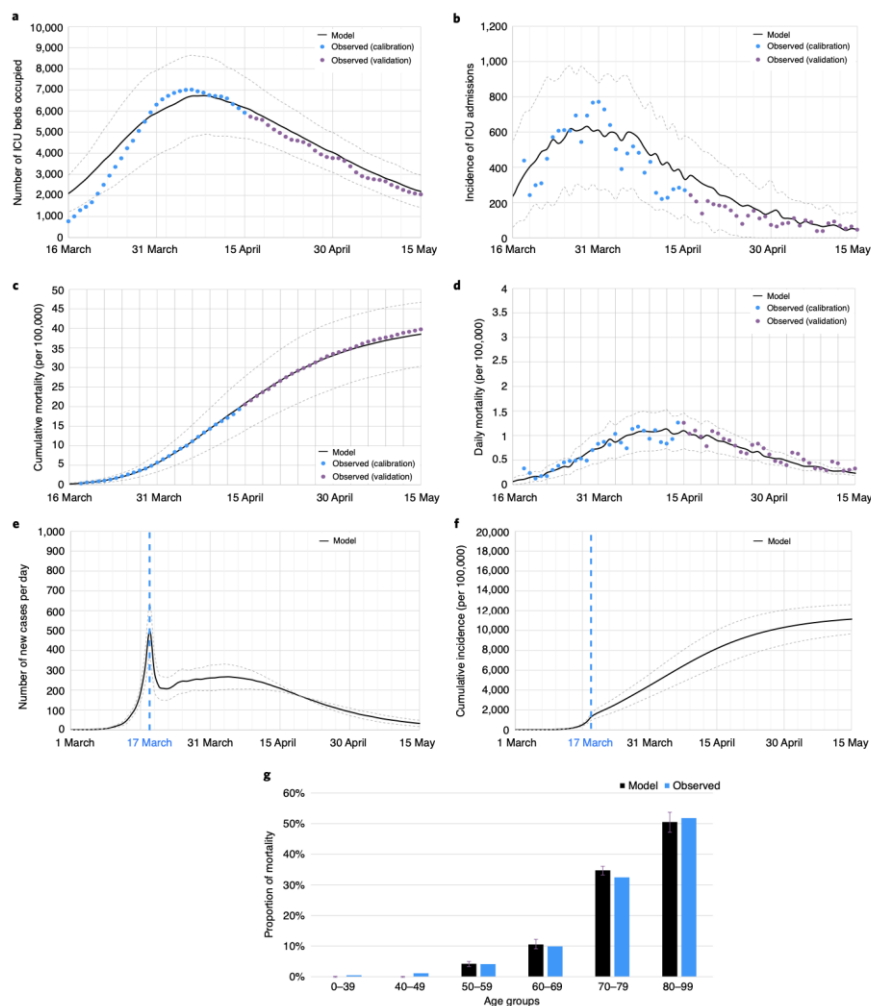 a
10,000
9,000
8,000
7,000
6,000
5,000
4,000
3,000
2,000
1,000
0
Number of ICU beds occupied
Model
Observed (calibration)
Observed (validation)
16 March 31 March 15 April 30 April 15 May
b
1,200
1,000
800
600
400
200
0
Incidence of ICU admissions
Model
Observed (calibration)
Observed (validation)
16 March 31 March 15 April 30 April 15 May
c
50
45
40
35
30
25
20
15
10
5
0
Cumulative mortality (per 100,000)
Model
Observed (calibration)
Observed (validation)
16 March 31 March 15 April 30 April 15 May
d
4
3.5
3
2.5
2
1.5
1
0.5
0
Daily mortality (per 100,000)
Model
Observed (calibration)
Observed (validation)
16 March 31 March 15 April 30 April 15 May
e
1,000
900
800
700
600
500
400
300
200
100
0
Number of new cases per day
Model
1 March 17 March 31 March 15 April 30 April 15 May
f
20,000
18,000
16,000
14,000
12,000
10,000
8,000
6,000
4,000
2,000
0
Cumulative incidence (per 100,000)
Model
1 March 17 March 31 March 15 April 30 April 15 May
g
60%
50%
40%
30%
20%
10%
0%
Proportion of mortality
Model Observed
0–39 40–49 50–59 60–69 70–79 80–99
Age groups